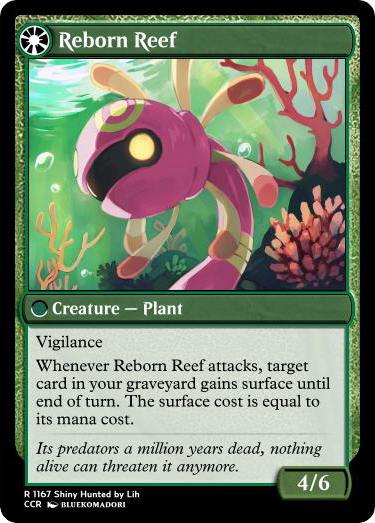 Reborn Reef
Creature — Plant
Vigilance
Whenever Reborn Reef attacks, target
card in your graveyard gains surface until
end of turn. The surface cost is equal to
its mana cost.
Its predators a million years dead, nothing
alive can threaten it anymore.
4/6
R 1167 Shiny Hunted by Lih
CCR BLUEKOMADORI